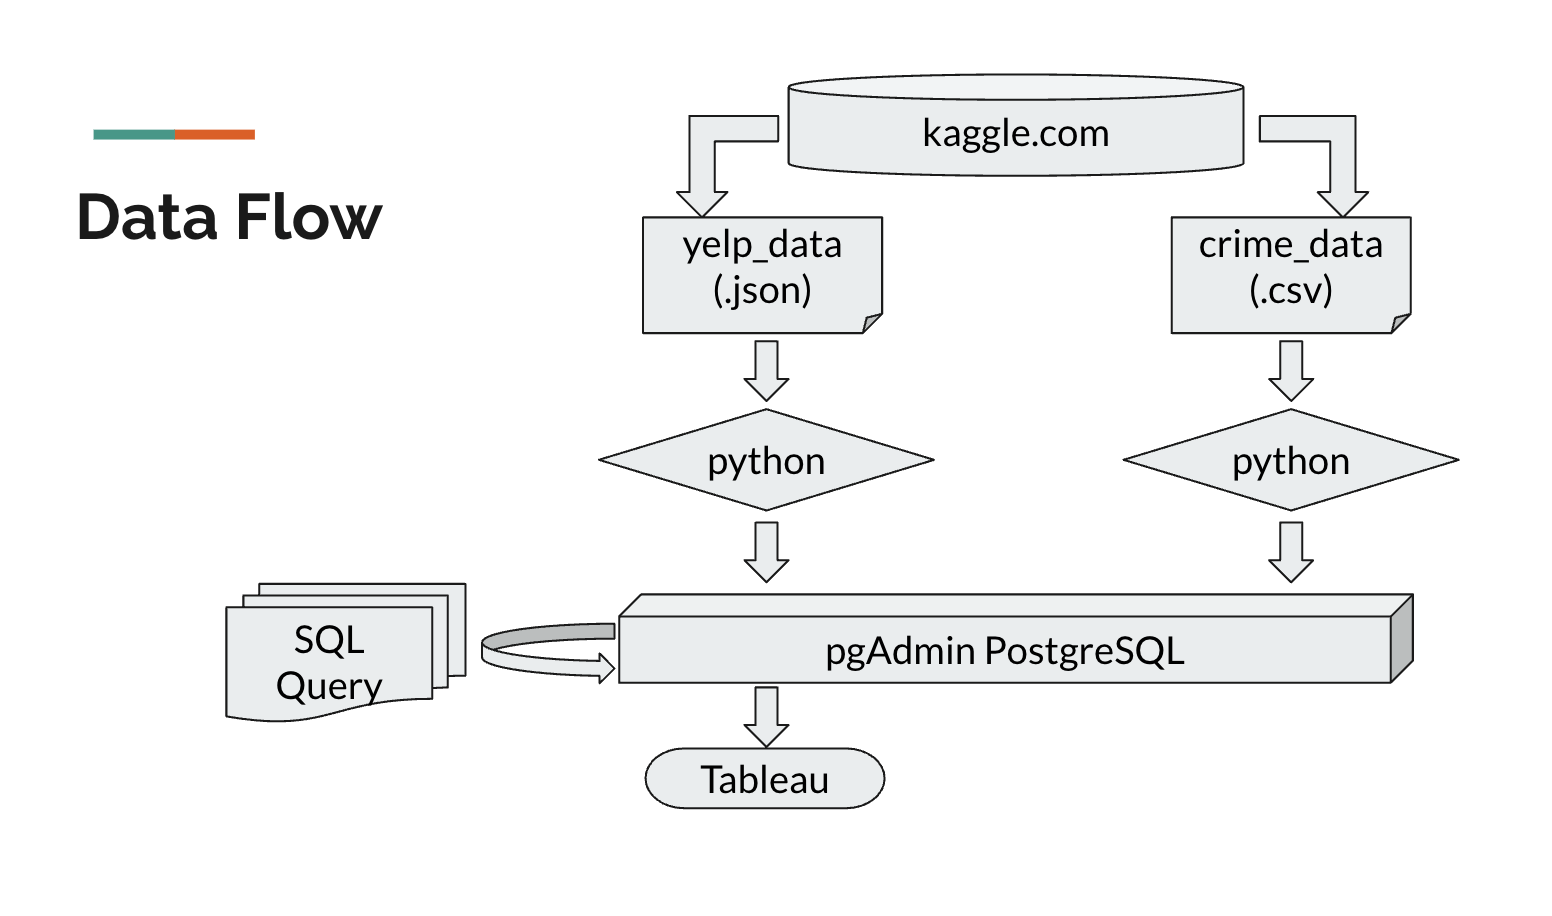 Data Flow
kaggle.com
yelp_data
(.json)
crime_data
(.csv)
python
python
SQL
Query
pgAdmin PostgreSQL
Tableau